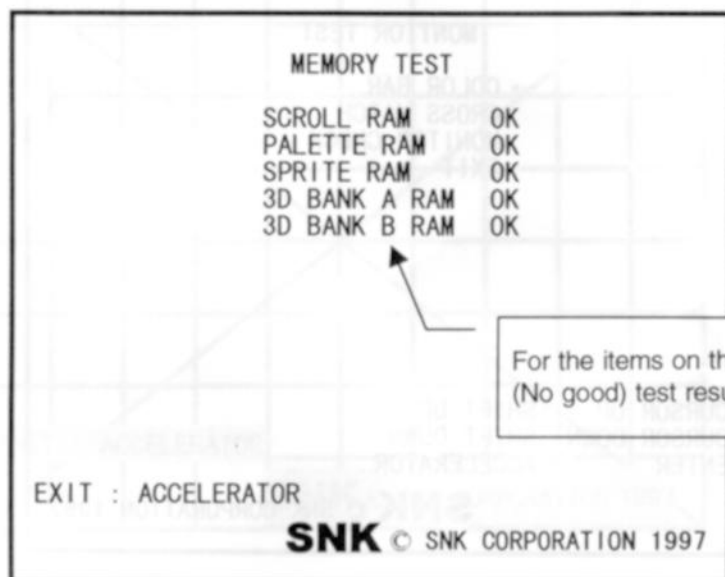 MEMORY TEST
SCROLL RAM OK
PALETTE RAM OK
SPRITE RAM OK
3D BANK A RAM OK
3D BANK B RAM OK
For the items on th
(No good) test resu
EXIT : ACCELERATOR
SNK © SNK CORPORATION 1997